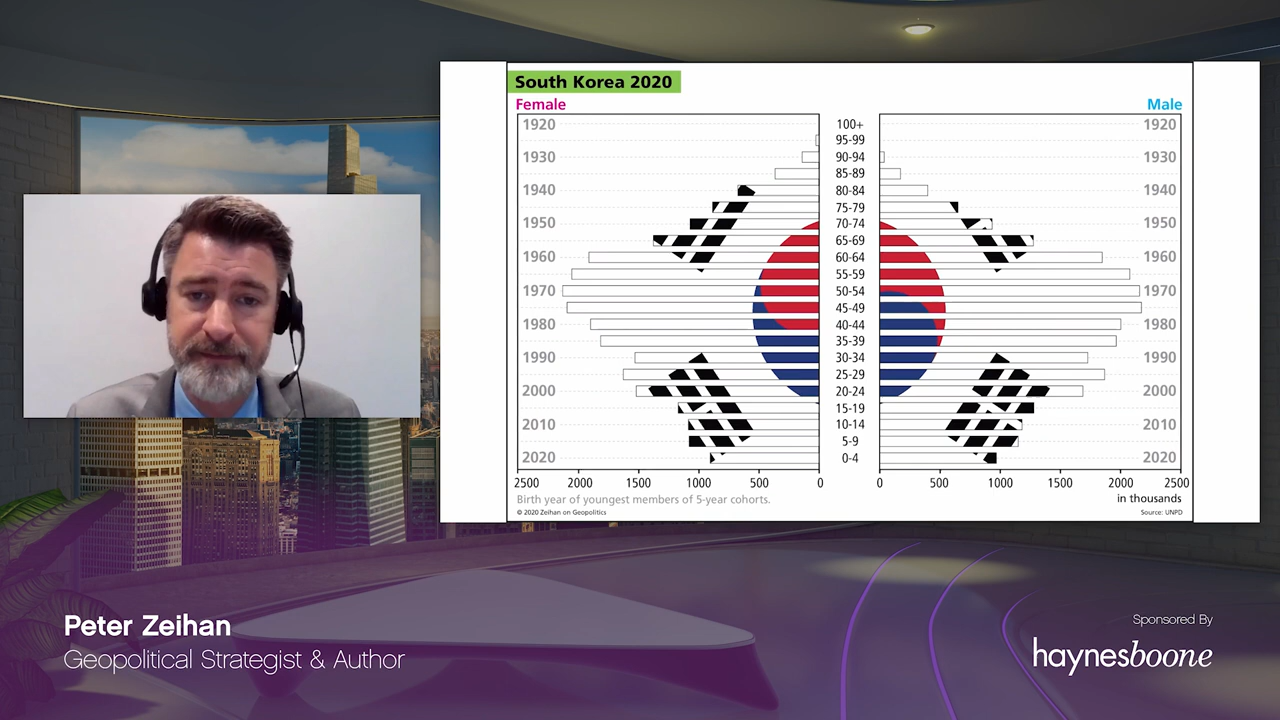 South Korea 2020
Female
Male
1920 100+ 1920
95-99
1930 90-94 1930
85-89
1940 80-84 1940
75-79
1950 70-74 1950
65-69
1960 60-64 1960
55-59
1970 50-54 1970
45-49
1980 40-44 1980
35-39
1990 30-34 1990
25-29
2000 20-24 2000
15-19
2010 10-14 2010
5-9
2020 0-4 2020
2500 2000 1500 1000 500 0 0 500 1000 1500 2000 2500
Birth year of youngest members of 5-year cohorts.
in thousands
© 2020 Zeihan on Geopolitics
Source: UNPD
Peter Zeihan
Geopolitical Strategist & Author
Sponsored By
haynesboone